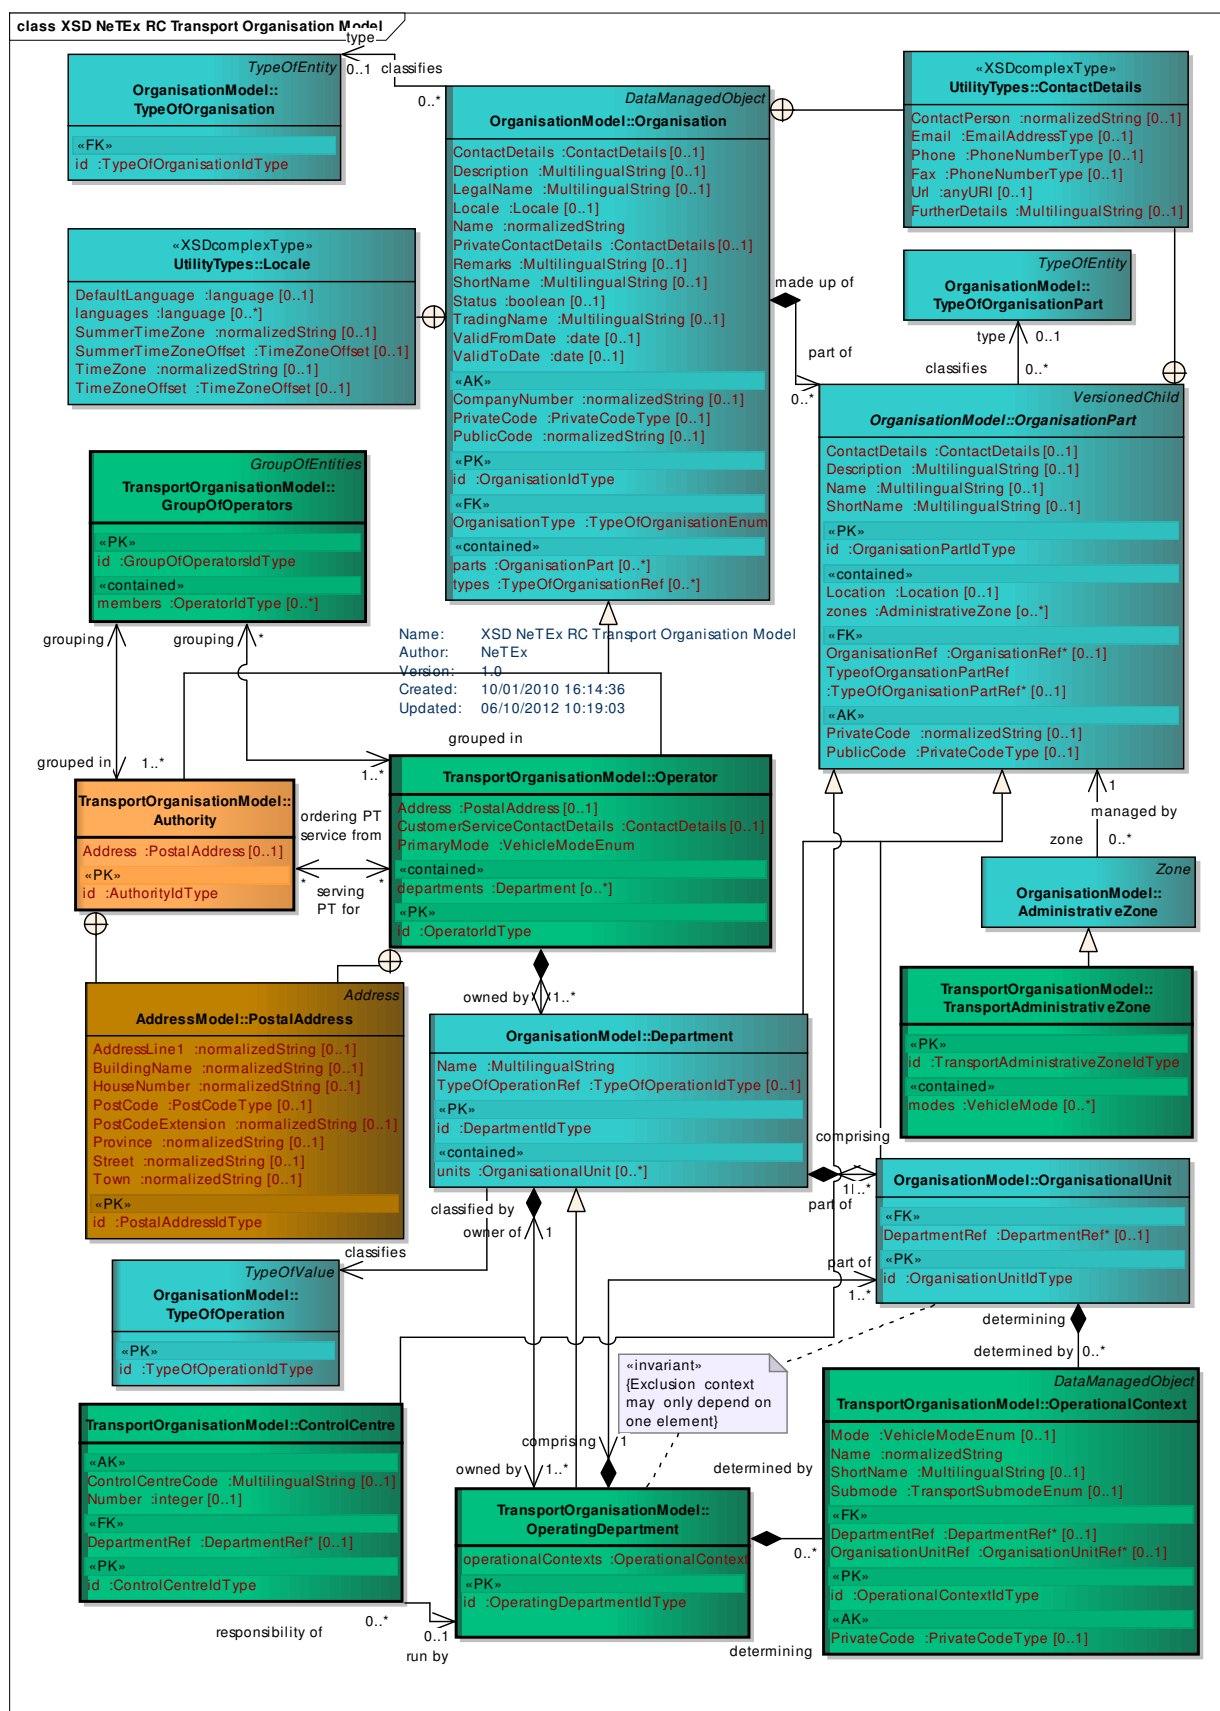 class XSD NeTEx RC Transport Organisation Model
type
0..1
classifies
0..*
TypeOfEntity
OrganisationModel::
TypeOfOrganisation
«FK»
id :TypeOfOrganisationIdType
DataManagedObject
OrganisationModel::Organisation
ContactDetails :ContactDetails [0..1]
Description :MultilingualString [0..1]
LegalName :MultilingualString [0..1]
Locale :Locale [0..1]
Name :normalizedString
PrivateContactDetails :ContactDetails [0..1]
Remarks :MultilingualString [0..1]
ShortName :MultilingualString [0..1]
Status :boolean [0..1]
TradingName :MultilingualString [0..1]
ValidFromDate :date [0..1]
ValidToDate :date [0..1]
«AK»
CompanyNumber :normalizedString [0..1]
PrivateCode :PrivateCodeType [0..1]
PublicCode :normalizedString [0..1]
«PK»
id :OrganisationIdType
«FK»
OrganisationType :TypeOfOrganisationEnum
«contained»
parts :OrganisationPart [0..*]
types :TypeOfOrganisationRef [0..*]
«XSDcomplexType»
UtilityTypes::ContactDetails
ContactPerson :normalizedString [0..1]
Email :EmailAddressType [0..1]
Phone :PhoneNumberType [0..1]
Fax :PhoneNumberType [0..1]
Url :anyURI [0..1]
FurtherDetails :MultilingualString [0..1]
«XSDcomplexType»
UtilityTypes::Locale
DefaultLanguage :language [0..1]
languages :language [0..*]
SummerTimeZone :normalizedString [0..1]
SummerTimeZoneOffset :TimeZoneOffset [0..1]
TimeZone :normalizedString [0..1]
TimeZoneOffset :TimeZoneOffset [0..1]
made up of
part of
0..*
TypeOfEntity
OrganisationModel::
TypeOfOrganisationPart
type
0..1
classifies
0..*
VersionedChild
OrganisationModel::OrganisationPart
ContactDetails :ContactDetails [0..1]
Description :MultilingualString [0..1]
Name :MultilingualString [0..1]
ShortName :MultilingualString [0..1]
«PK»
id :OrganisationPartIdType
«contained»
Location :Location [0..1]
zones :AdministrativeZone [o..*]
«FK»
OrganisationRef :OrganisationRef* [0..1]
TypeofOrgansationPartRef
:TypeOfOrgansationPartRef* [0..1]
«AK»
PrivateCode :normalizedString [0..1]
PublicCode :PrivateCodeType [0..1]
GroupOfEntities
TransportOrganisationModel::
GroupOfOperators
«PK»
id :GroupOfOperatorsIdType
«contained»
members :OperatorIdType [0..*]
grouping
grouping
*
Name: XSD NeTEx RC Transport Organisation Model
Author: NeTEx
Version: 1.0
Created: 10/01/2010 16:14:36
Updated: 06/10/2012 10:19:03
grouped in
grouped in
1..*
1..*
TransportOrganisationModel::
Authority
Address :PostalAddress [0..1]
«PK»
id :AuthorityIdType
ordering PT
service from
*
*
serving
PT for
TransportOrganisationModel::Operator
Address :PostalAddress [0..1]
CustomerServiceContactDetails :ContactDetails [0..1]
PrimaryMode :VehicleModeEnum
«contained»
departments :Department [o..*]
«PK»
id :OperatorIdType
1
managed by
zone
0..*
Zone
OrganisationModel::
AdministrativeZone
TransportOrganisationModel::
TransportAdministrativeZone
«PK»
id :TransportAdministrativeZoneIdType
«contained»
modes :VehicleMode [0..*]
Address
AddressModel::PostalAddress
AddressLine1 :normalizedString [0..1]
BuildingName :normalizedString [0..1]
HouseNumber :normalizedString [0..1]
PostCode :PostCodeType [0..1]
PostCodeExtension :normalizedString [0..1]
Province :normalizedString [0..1]
Street :normalizedString [0..1]
Town :normalizedString [0..1]
«PK»
id :PostalAddressIdType
owned by
1..*
OrganisationModel::Department
Name :MultilingualString
TypeOfOperationRef :TypeOfOperationIdType [0..1]
«PK»
id :DepartmentIdType
«contained»
units :OrganisationalUnit [0..*]
comprising
1..*
part of
OrganisationModel::OrganisationalUnit
«FK»
DepartmentRef :DepartmentRef* [0..1]
«PK»
id :OrganisationUnitIdType
classified by
owner of
1
classifies
part of
1..*
TypeOfValue
OrganisationModel::
TypeOfOperation
«PK»
id :TypeOfOperationIdType
determining
determined by
0..*
«invariant»
{Exclusion context
may only depend on
one element}
TransportOrganisationModel::ControlCentre
«AK»
ControlCentreCode :MultilingualString [0..1]
Number :integer [0..1]
«FK»
DepartmentRef :DepartmentRef* [0..1]
«PK»
id :ControlCentreIdType
comprising
1
owned by
1..*
TransportOrganisationModel::
OperatingDepartment
operationalContexts :OperationalContext
«PK»
id :OperatingDepartmentIdType
determined by
0..*
determining
DataManagedObject
TransportOrganisationModel::OperationalContext
Mode :VehicleModeEnum [0..1]
Name :normalizedString
ShortName :MultilingualString [0..1]
Submode :TransportSubmodeEnum [0..1]
«FK»
DepartmentRef :DepartmentRef* [0..1]
OrganisationUnitRef :OrganisationUnitRef* [0..1]
«PK»
id :OperationalContextIdType
«AK»
PrivateCode :PrivateCodeType [0..1]
responsibility of
0..*
0..1
run by